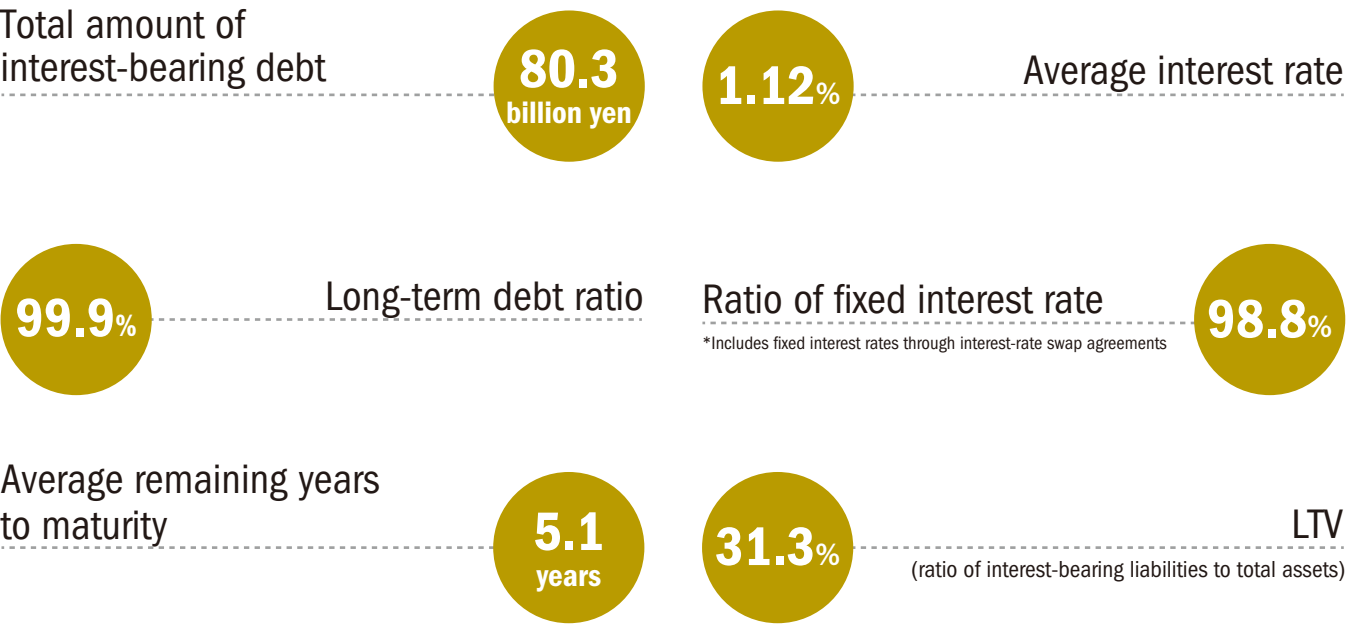 Total amount of
interest-bearing debt
80.3
billion yen
1.12%
Average interest rate
99.9%
Long-term debt ratio
Ratio of fixed interest rate
*Includes fixed interest rates through interest-rate swap agreements
98.8%
Average remaining years
to maturity
5.1
years
31.3%
LTV
(ratio of interest-bearing liabilities to total assets)